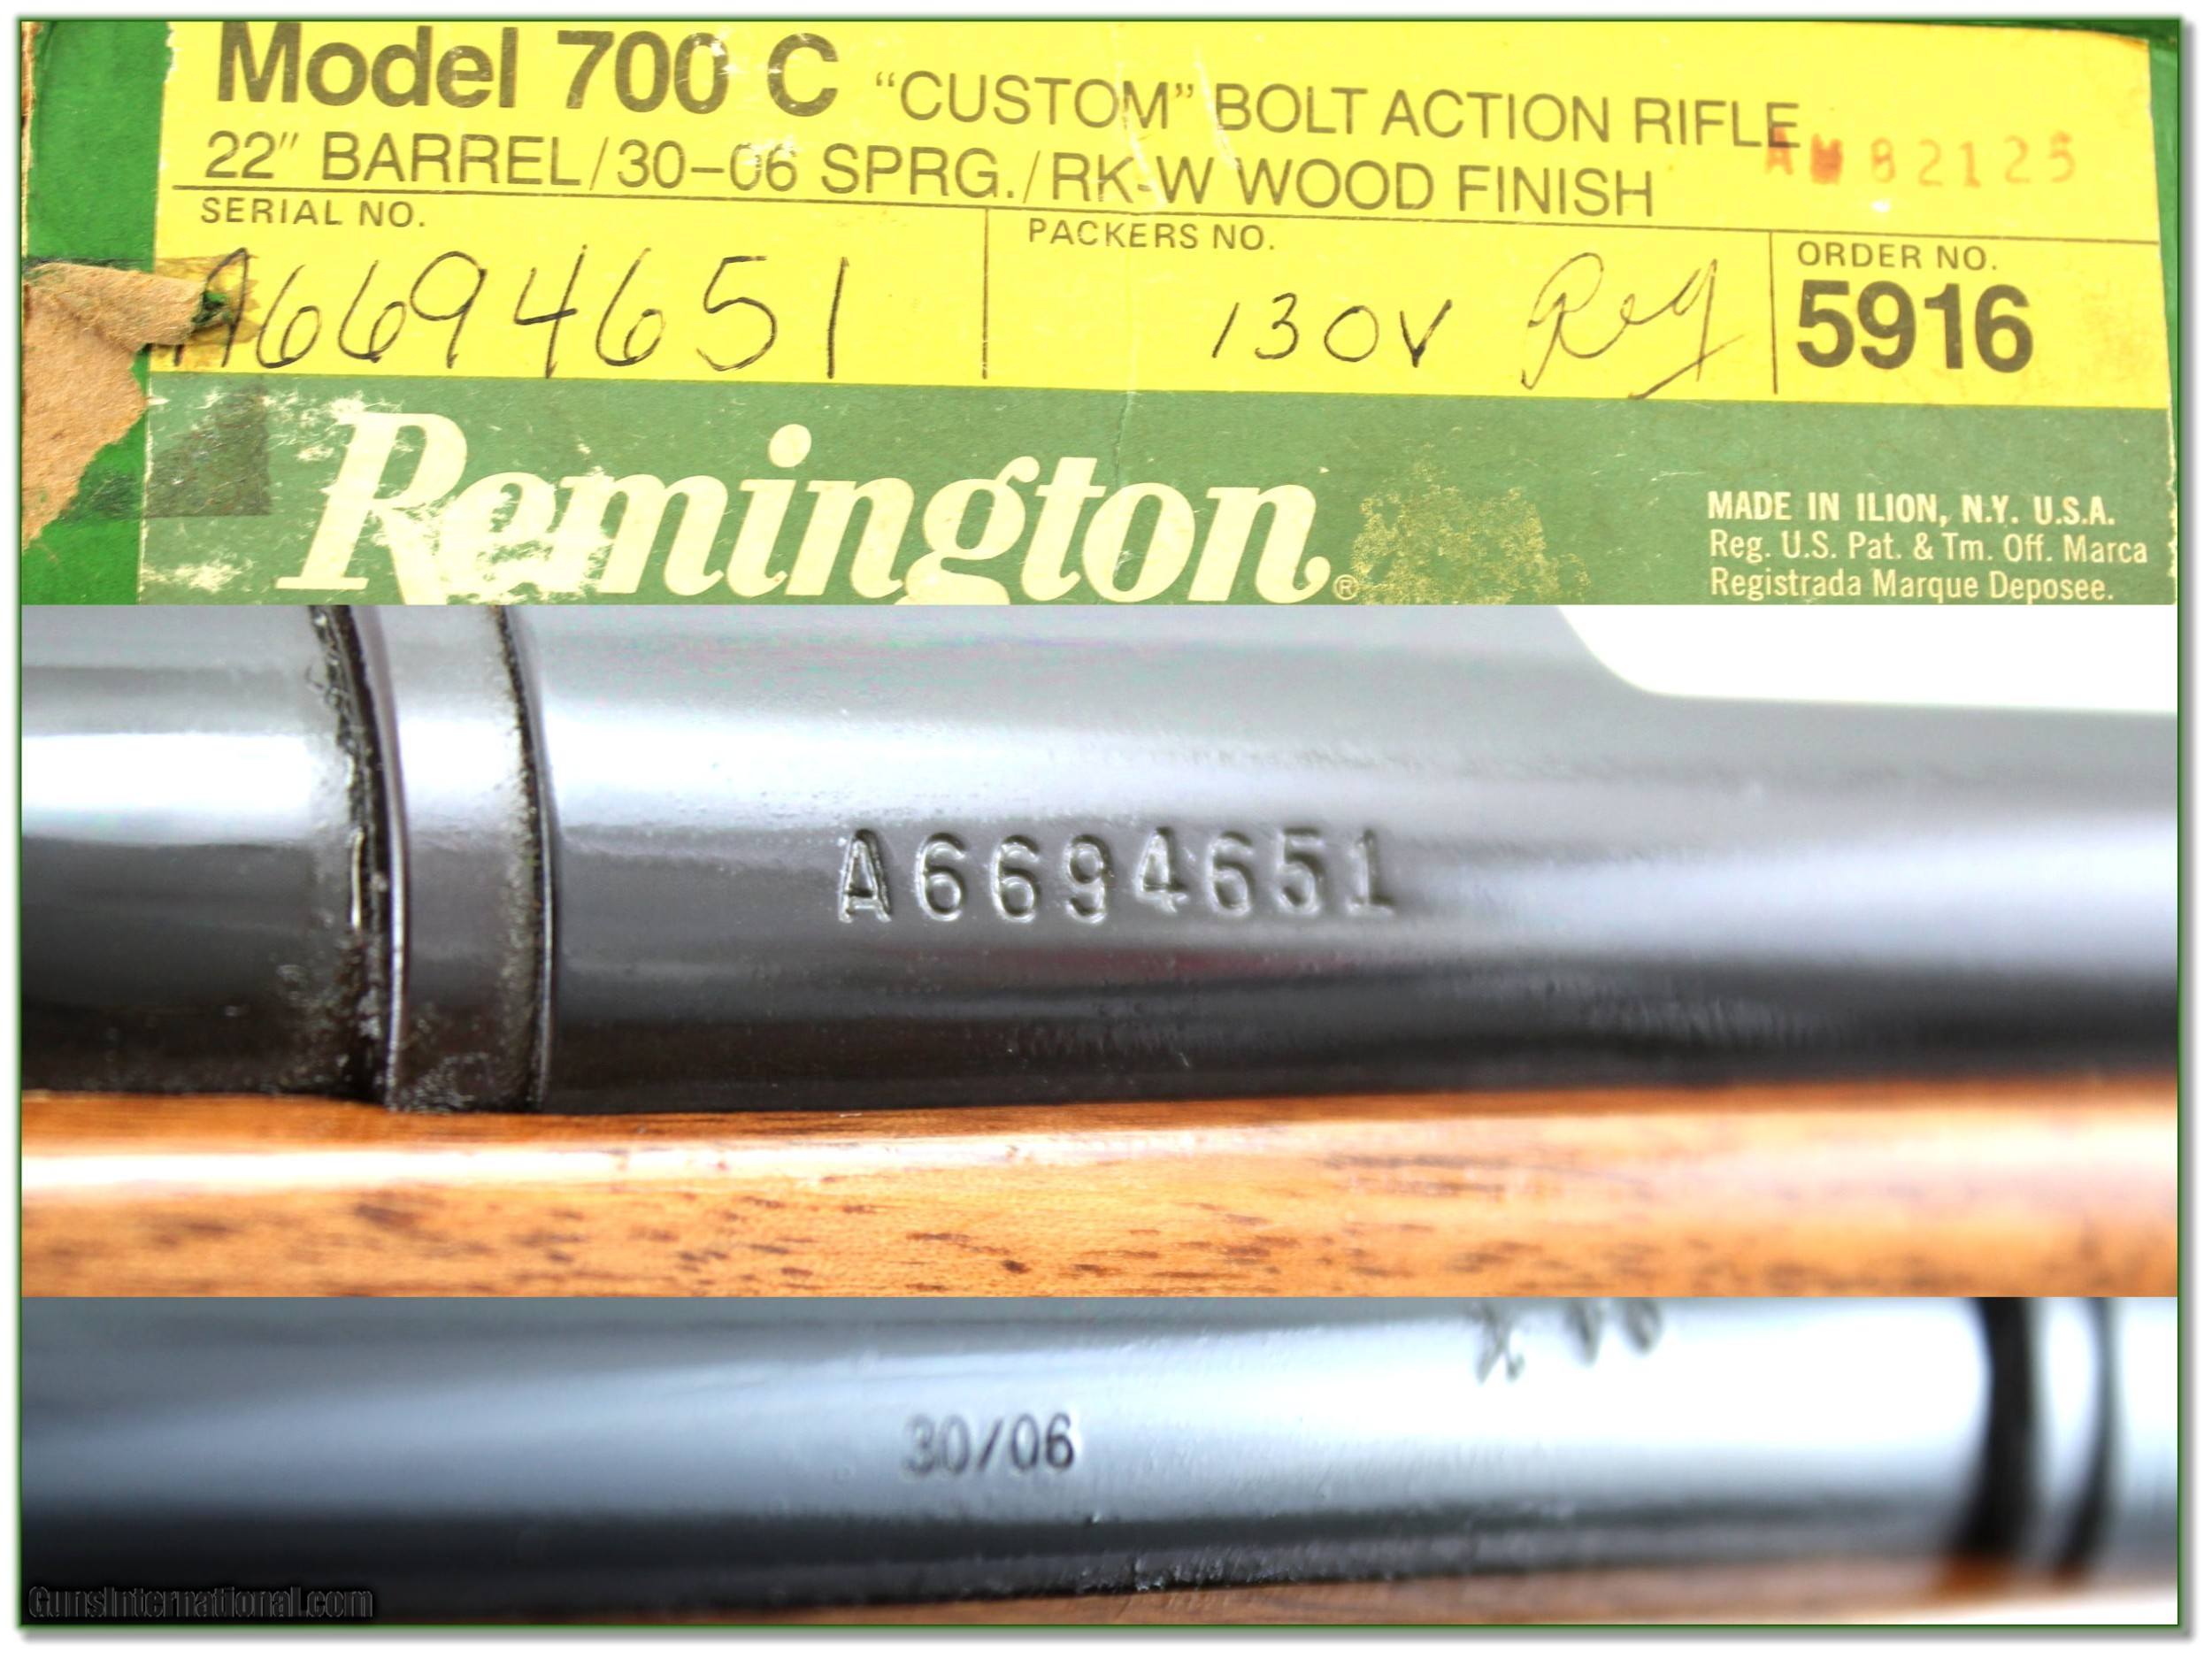 Model 700 C “CUSTOM” BOLT ACTION RIFLE
22″ BARREL/30–06 SPRG./RK-W WOOD FINISH
82125
SERIAL NO.
A6694651
PACKERS NO.
130V Reg
ORDER NO.
5916
Remington®
MADE IN ILION, N.Y. U.S.A.
Reg. U.S. Pat. & Tm. Off. Marca
Registrada Marque Deposee.
A6694651
30/06
GunsInternational.com